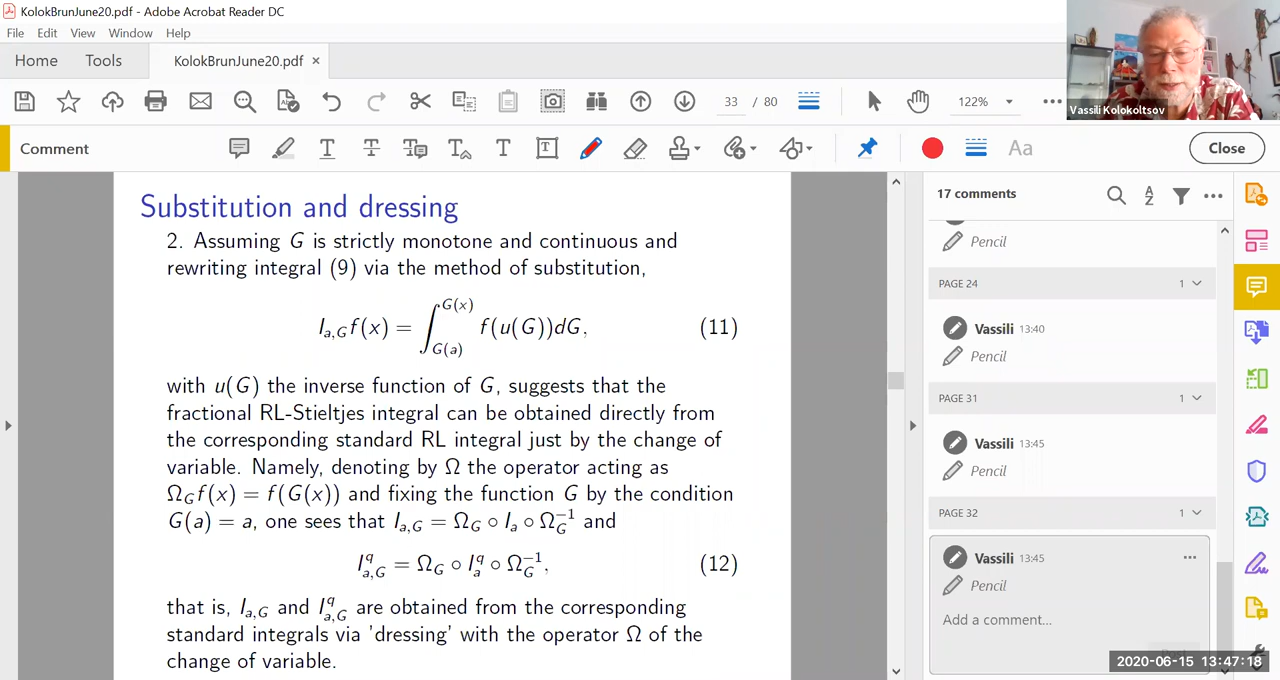 KolokBrunJune20.pdf - Adobe Acrobat Reader DC
File Edit View Window Help
Home Tools KolokBrunJune20.pdf ×
33 / 80 122%
Vassili Kolokoltsov
Comment Aa Close
Substitution and dressing
2. Assuming G is strictly monotone and continuous and
rewriting integral (9) via the method of substitution,
I_{a,G} f(x) = ∫_{G(a)}^{G(x)} f(u(G))dG, (11)
with u(G) the inverse function of G, suggests that the
fractional RL-Stieltjes integral can be obtained directly from
the corresponding standard RL integral just by the change of
variable. Namely, denoting by Ω the operator acting as
Ω_G f(x) = f(G(x)) and fixing the function G by the condition
G(a) = a, one sees that I_{a,G} = Ω_G ∘ I_a ∘ Ω_G^{-1} and
I^q_{a,G} = Ω_G ∘ I^q_a ∘ Ω_G^{-1}, (12)
that is, I_{a,G} and I^q_{a,G} are obtained from the corresponding
standard integrals via 'dressing' with the operator Ω of the
change of variable.
17 comments
Pencil
PAGE 24 1
Vassili 13:40
Pencil
PAGE 31 1
Vassili 13:45
Pencil
PAGE 32 1
Vassili 13:45
Pencil
Add a comment...
2020-06-15 13:47:18